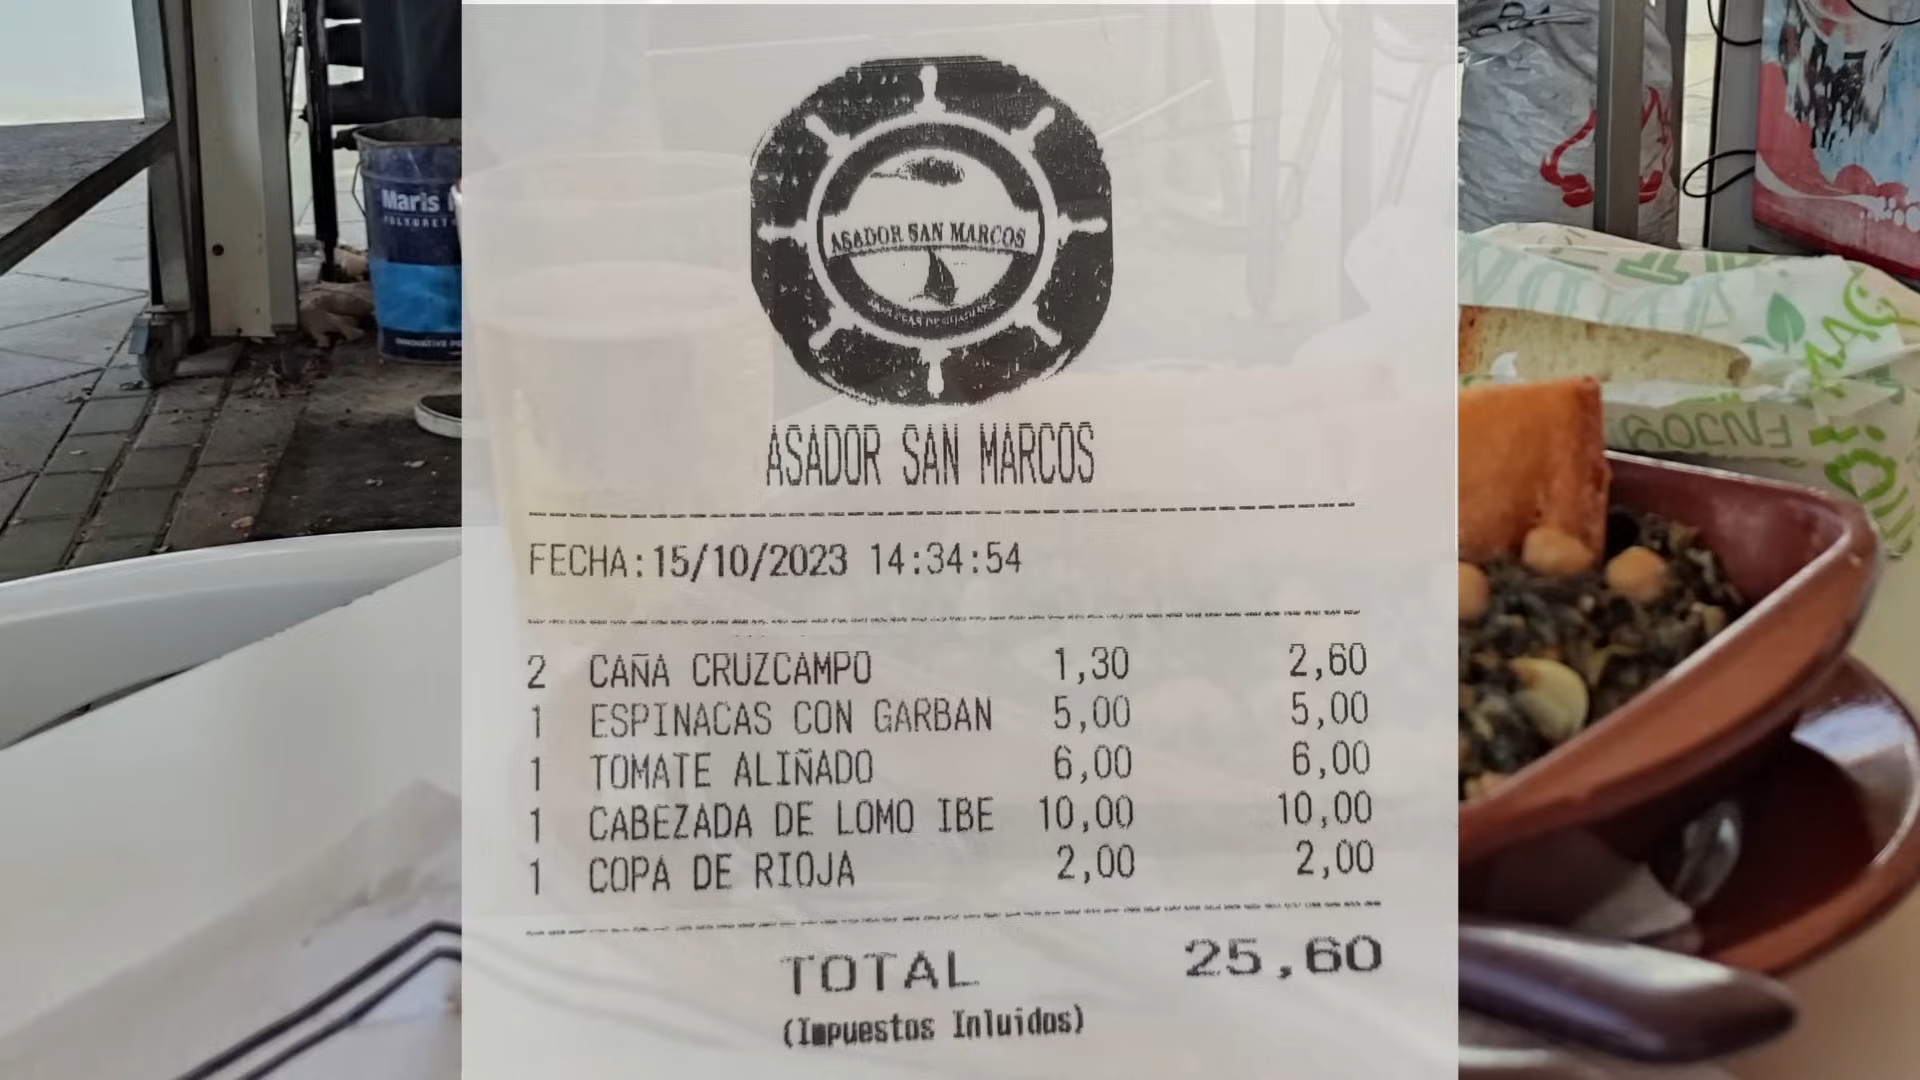 Maris
POLYURET
INNOVATIVE PO
ASADOR SAN MARCOS
ASADOR SAN MARCOS
FECHA:15/10/2023 14:34:54
2 CAÑA CRUZCAMPO 1,30 2,60
1 ESPINACAS CON GARBAN 5,00 5,00
1 TOMATE ALIÑADO 6,00 6,00
1 CABEZADA DE LOMO IBE 10,00 10,00
1 COPA DE RIOJA 2,00 2,00
TOTAL 25,60
(Impuestos Inluidos)